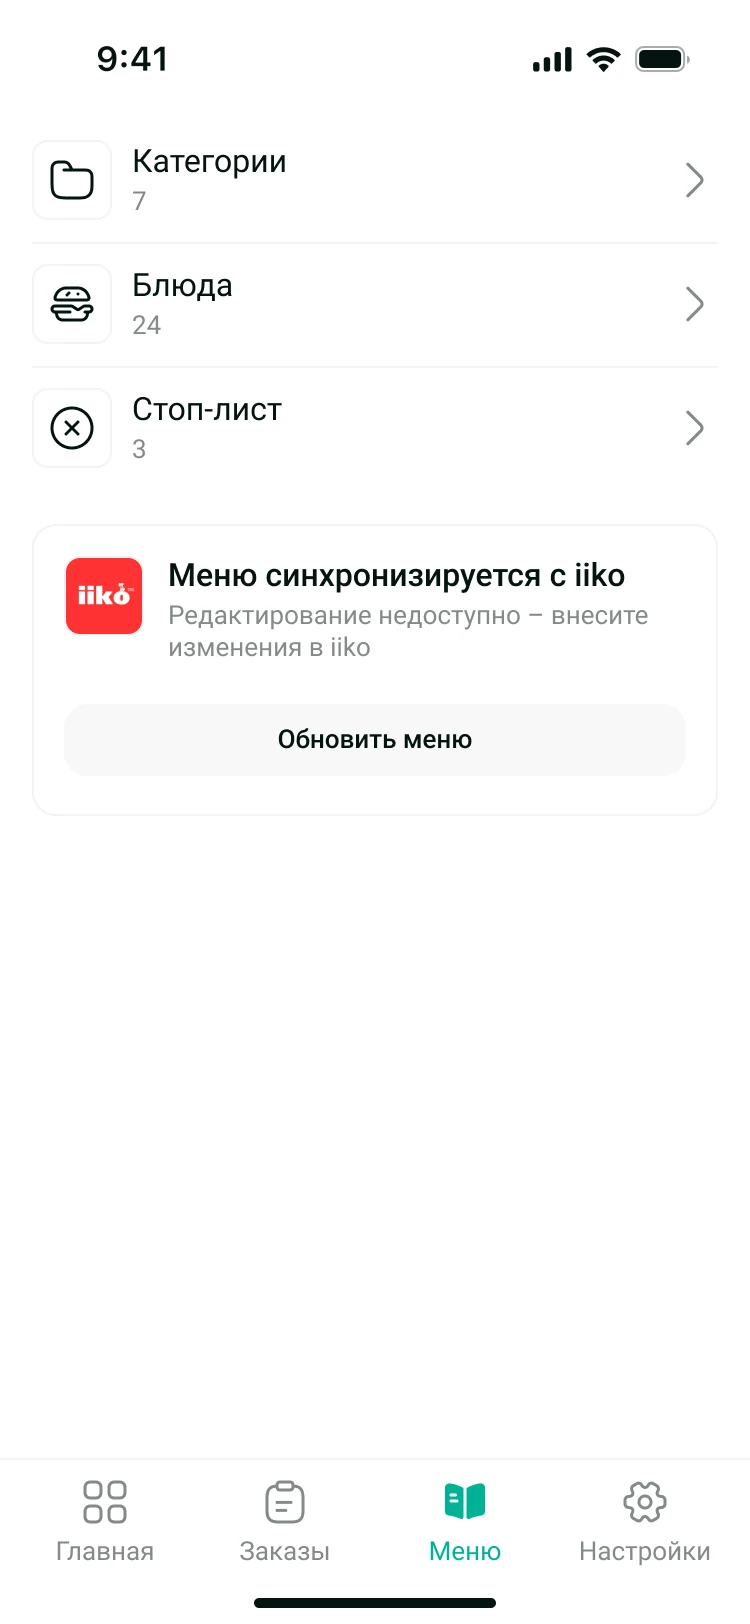 9:41
Категории
7
Блюда
24
Стоп-лист
3
iiko
Меню синхронизируется с iiko
Редактирование недоступно – внесите
изменения в iiko
Обновить меню
Главная
Заказы
Меню
Настройки